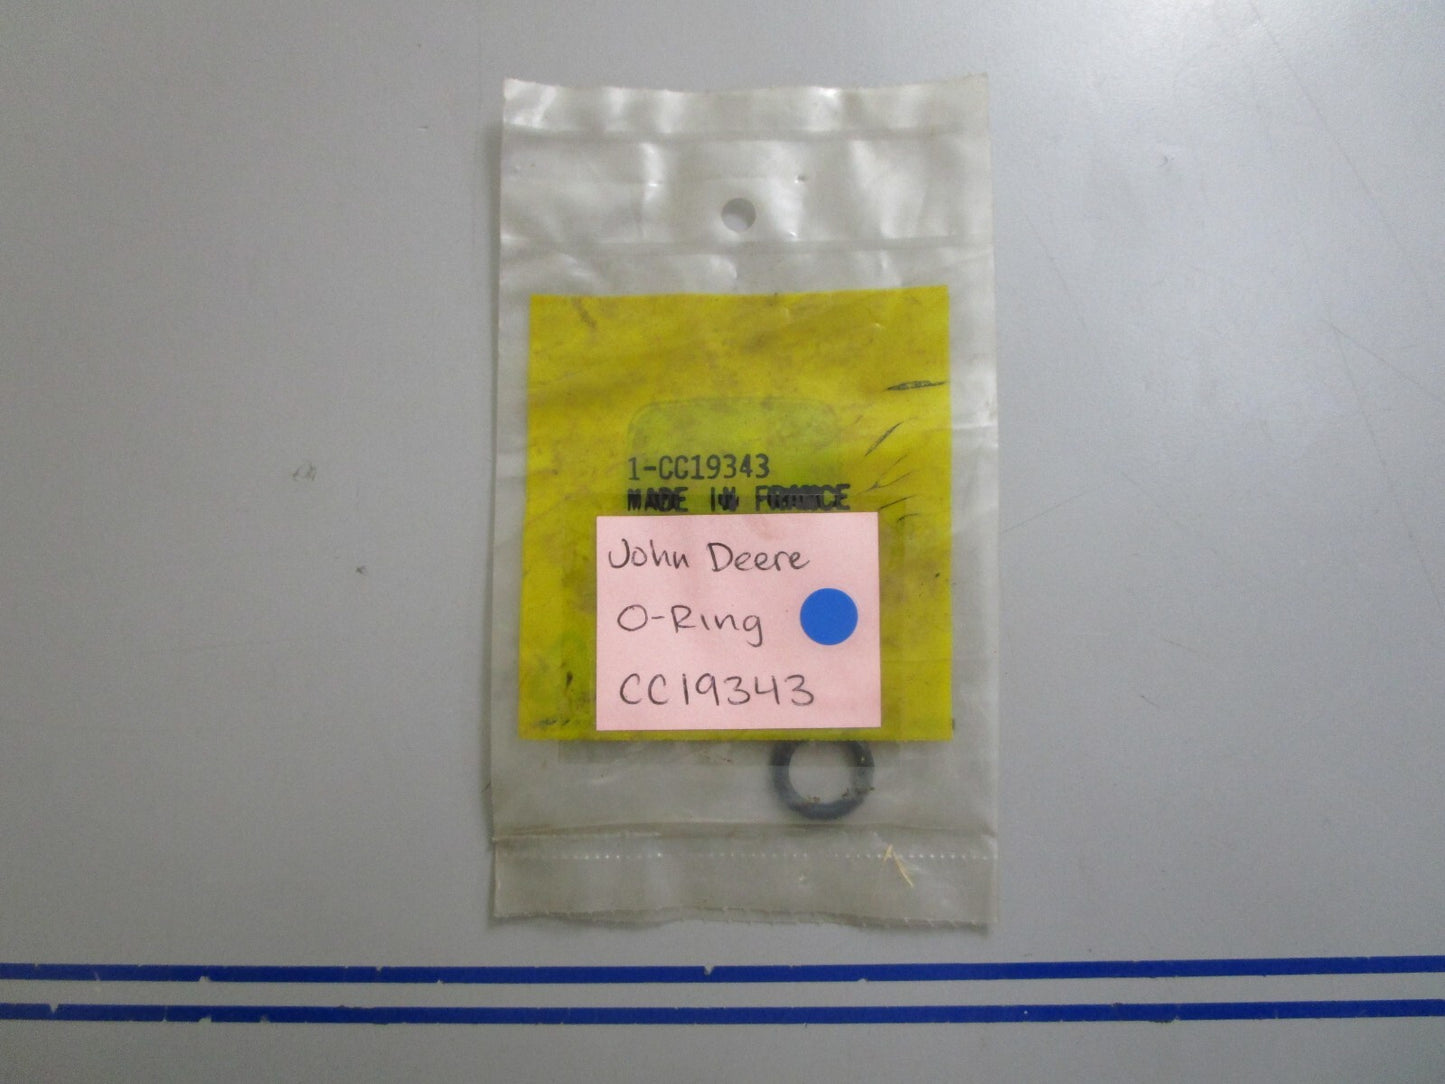 1-CC19343
MADE IN FRANCE
John Deere
O-Ring
CC19343